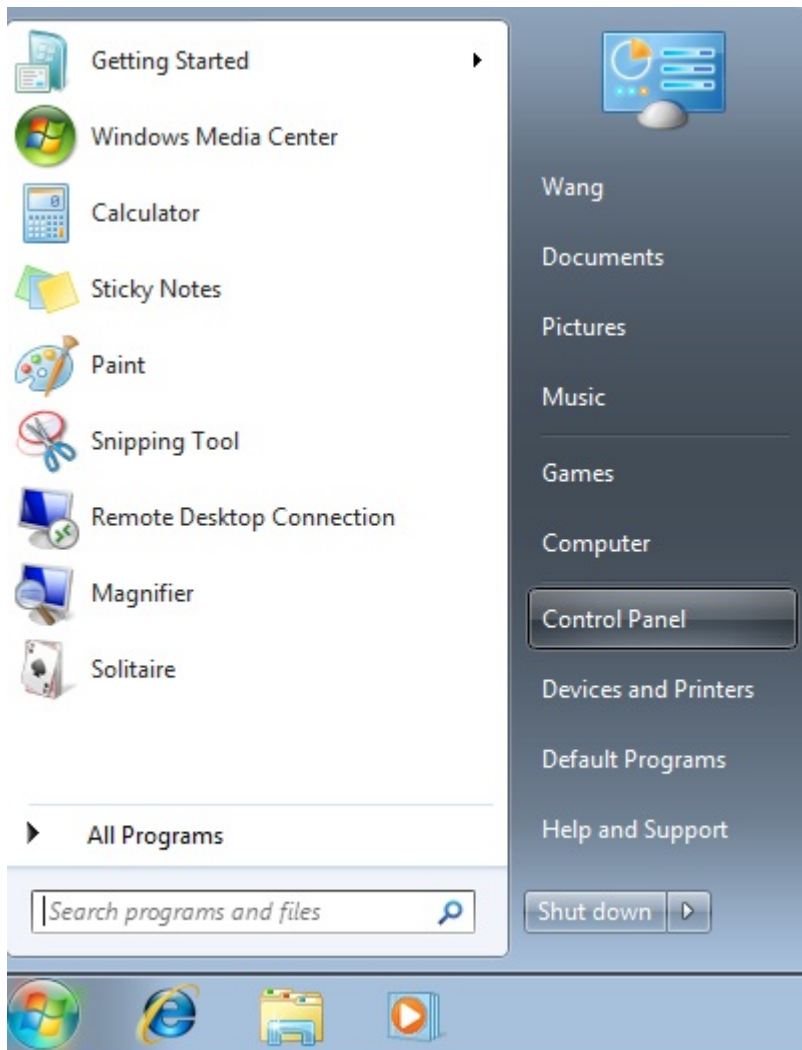 Getting Started
Windows Media Center
Calculator
Sticky Notes
Paint
Snipping Tool
Remote Desktop Connection
Magnifier
Solitaire
All Programs
Search programs and files
Wang
Documents
Pictures
Music
Games
Computer
Control Panel
Devices and Printers
Default Programs
Help and Support
Shut down